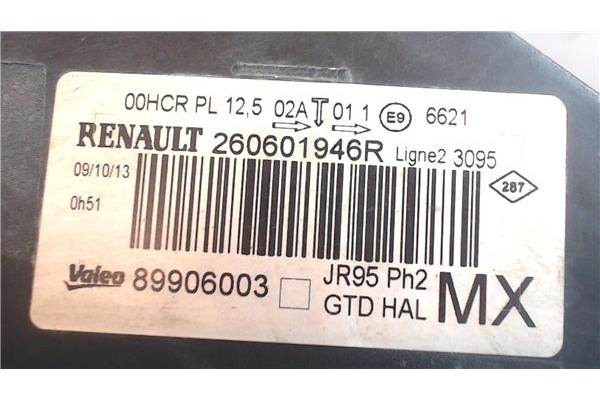 00HCR PL 12,5 02A 01 1 E9 6621
RENAULT 260601946R Ligne2 3095
09/10/13
287
0h51
Valeo 89906003 JR95 Ph2
GTD HAL MX